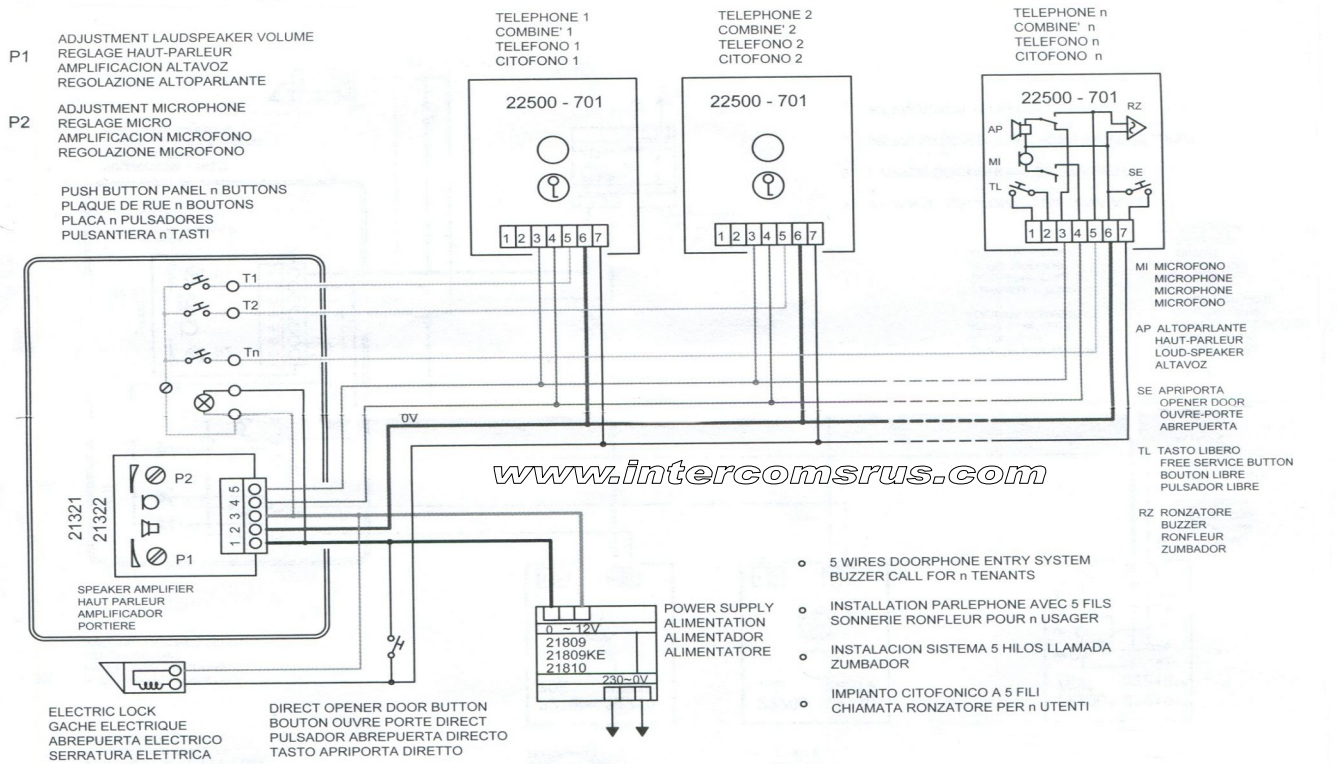 P1
ADJUSTMENT LAUDSPEAKER VOLUME
REGLAGE HAUT-PARLEUR
AMPLIFICACION ALTAVOZ
REGOLAZIONE ALTOPARLANTE
P2
ADJUSTMENT MICROPHONE
REGLAGE MICRO
AMPLIFICACION MICROFONO
REGOLAZIONE MICROFONO
PUSH BUTTON PANEL n BUTTONS
PLAQUE DE RUE n BOUTONS
PLACA n PULSADORES
PULSANTIERA n TASTI
TELEPHONE 1
COMBINE' 1
TELEFONO 1
CITOFONO 1
22500 - 701
1 2 3 4 5 6 7
TELEPHONE 2
COMBINE' 2
TELEFONO 2
CITOFONO 2
22500 - 701
1 2 3 4 5 6 7
TELEPHONE n
COMBINE' n
TELEFONO n
CITOFONO n
22500 - 701
RZ
AP
MI
TL
SE
1 2 3 4 5 6 7
T1
T2
Tn
0V
MI MICROFONO
MICROPHONE
MICROPHONE
MICROFONO
AP ALTOPARLANTE
HAUT-PARLEUR
LOUD-SPEAKER
ALTAVOZ
SE APRIPORTA
OPENER DOOR
OUVRE-PORTE
ABREPUERTA
TL TASTO LIBERO
FREE SERVICE BUTTON
BOUTON LIBRE
PULSADOR LIBRE
RZ RONZATORE
BUZZER
RONFLEUR
ZUMBADOR
www.intercomsrus.com
21321
21322
P2
P1
1 2 3 4 5
SPEAKER AMPLIFIER
HAUT PARLEUR
AMPLIFICADOR
PORTIERE
0 ~ 12V
21809
21809KE
21810
230~0V
POWER SUPPLY
ALIMENTATION
ALIMENTADOR
ALIMENTATORE
5 WIRES DOORPHONE ENTRY SYSTEM
BUZZER CALL FOR n TENANTS
INSTALLATION PARLEPHONE AVEC 5 FILS
SONNERIE RONFLEUR POUR n USAGER
INSTALACION SISTEMA 5 HILOS LLAMADA
ZUMBADOR
IMPIANTO CITOFONICO A 5 FILI
CHIAMATA RONZATORE PER n UTENTI
ELECTRIC LOCK
GACHE ELECTRIQUE
ABREPUERTA ELECTRICO
SERRATURA ELETTRICA
DIRECT OPENER DOOR BUTTON
BOUTON OUVRE PORTE DIRECT
PULSADOR ABREPUERTA DIRECTO
TASTO APRIPORTA DIRETTO